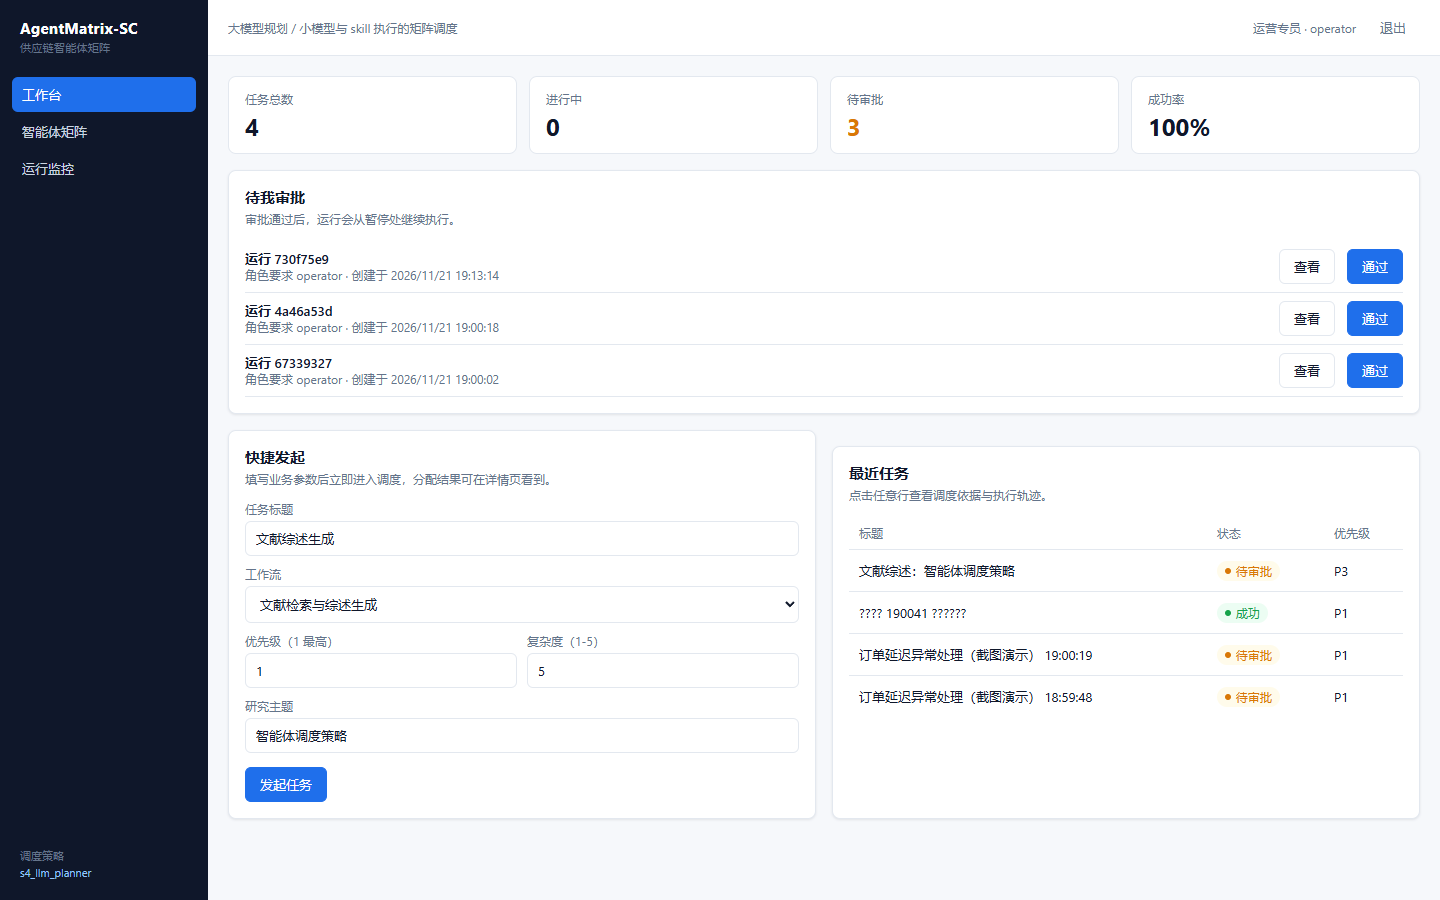 AgentMatrix-SC
供应链智能体矩阵
工作台
智能体矩阵
运行监控
调度策略
s4_llm_planner
大模型规划 / 小模型与 skill 执行的矩阵调度
运营专员 · operator
退出
任务总数
4
进行中
0
待审批
3
成功率
100%
待我审批
审批通过后，运行会从暂停处继续执行。
运行 730f75e9
角色要求 operator · 创建于 2026/11/21 19:13:14
查看
通过
运行 4a46a53d
角色要求 operator · 创建于 2026/11/21 19:00:18
查看
通过
运行 67339327
角色要求 operator · 创建于 2026/11/21 19:00:02
查看
通过
快捷发起
填写业务参数后立即进入调度，分配结果可在详情页看到。
任务标题
文献综述生成
工作流
文献检索与综述生成
优先级（1 最高） 复杂度（1-5）
1 5
研究主题
智能体调度策略
发起任务
最近任务
点击任意行查看调度依据与执行轨迹。
标题 状态 优先级
文献综述：智能体调度策略 待审批 P3
???? 190041 ?????? 成功 P1
订单延迟异常处理（截图演示） 19:00:19 待审批 P1
订单延迟异常处理（截图演示） 18:59:48 待审批 P1